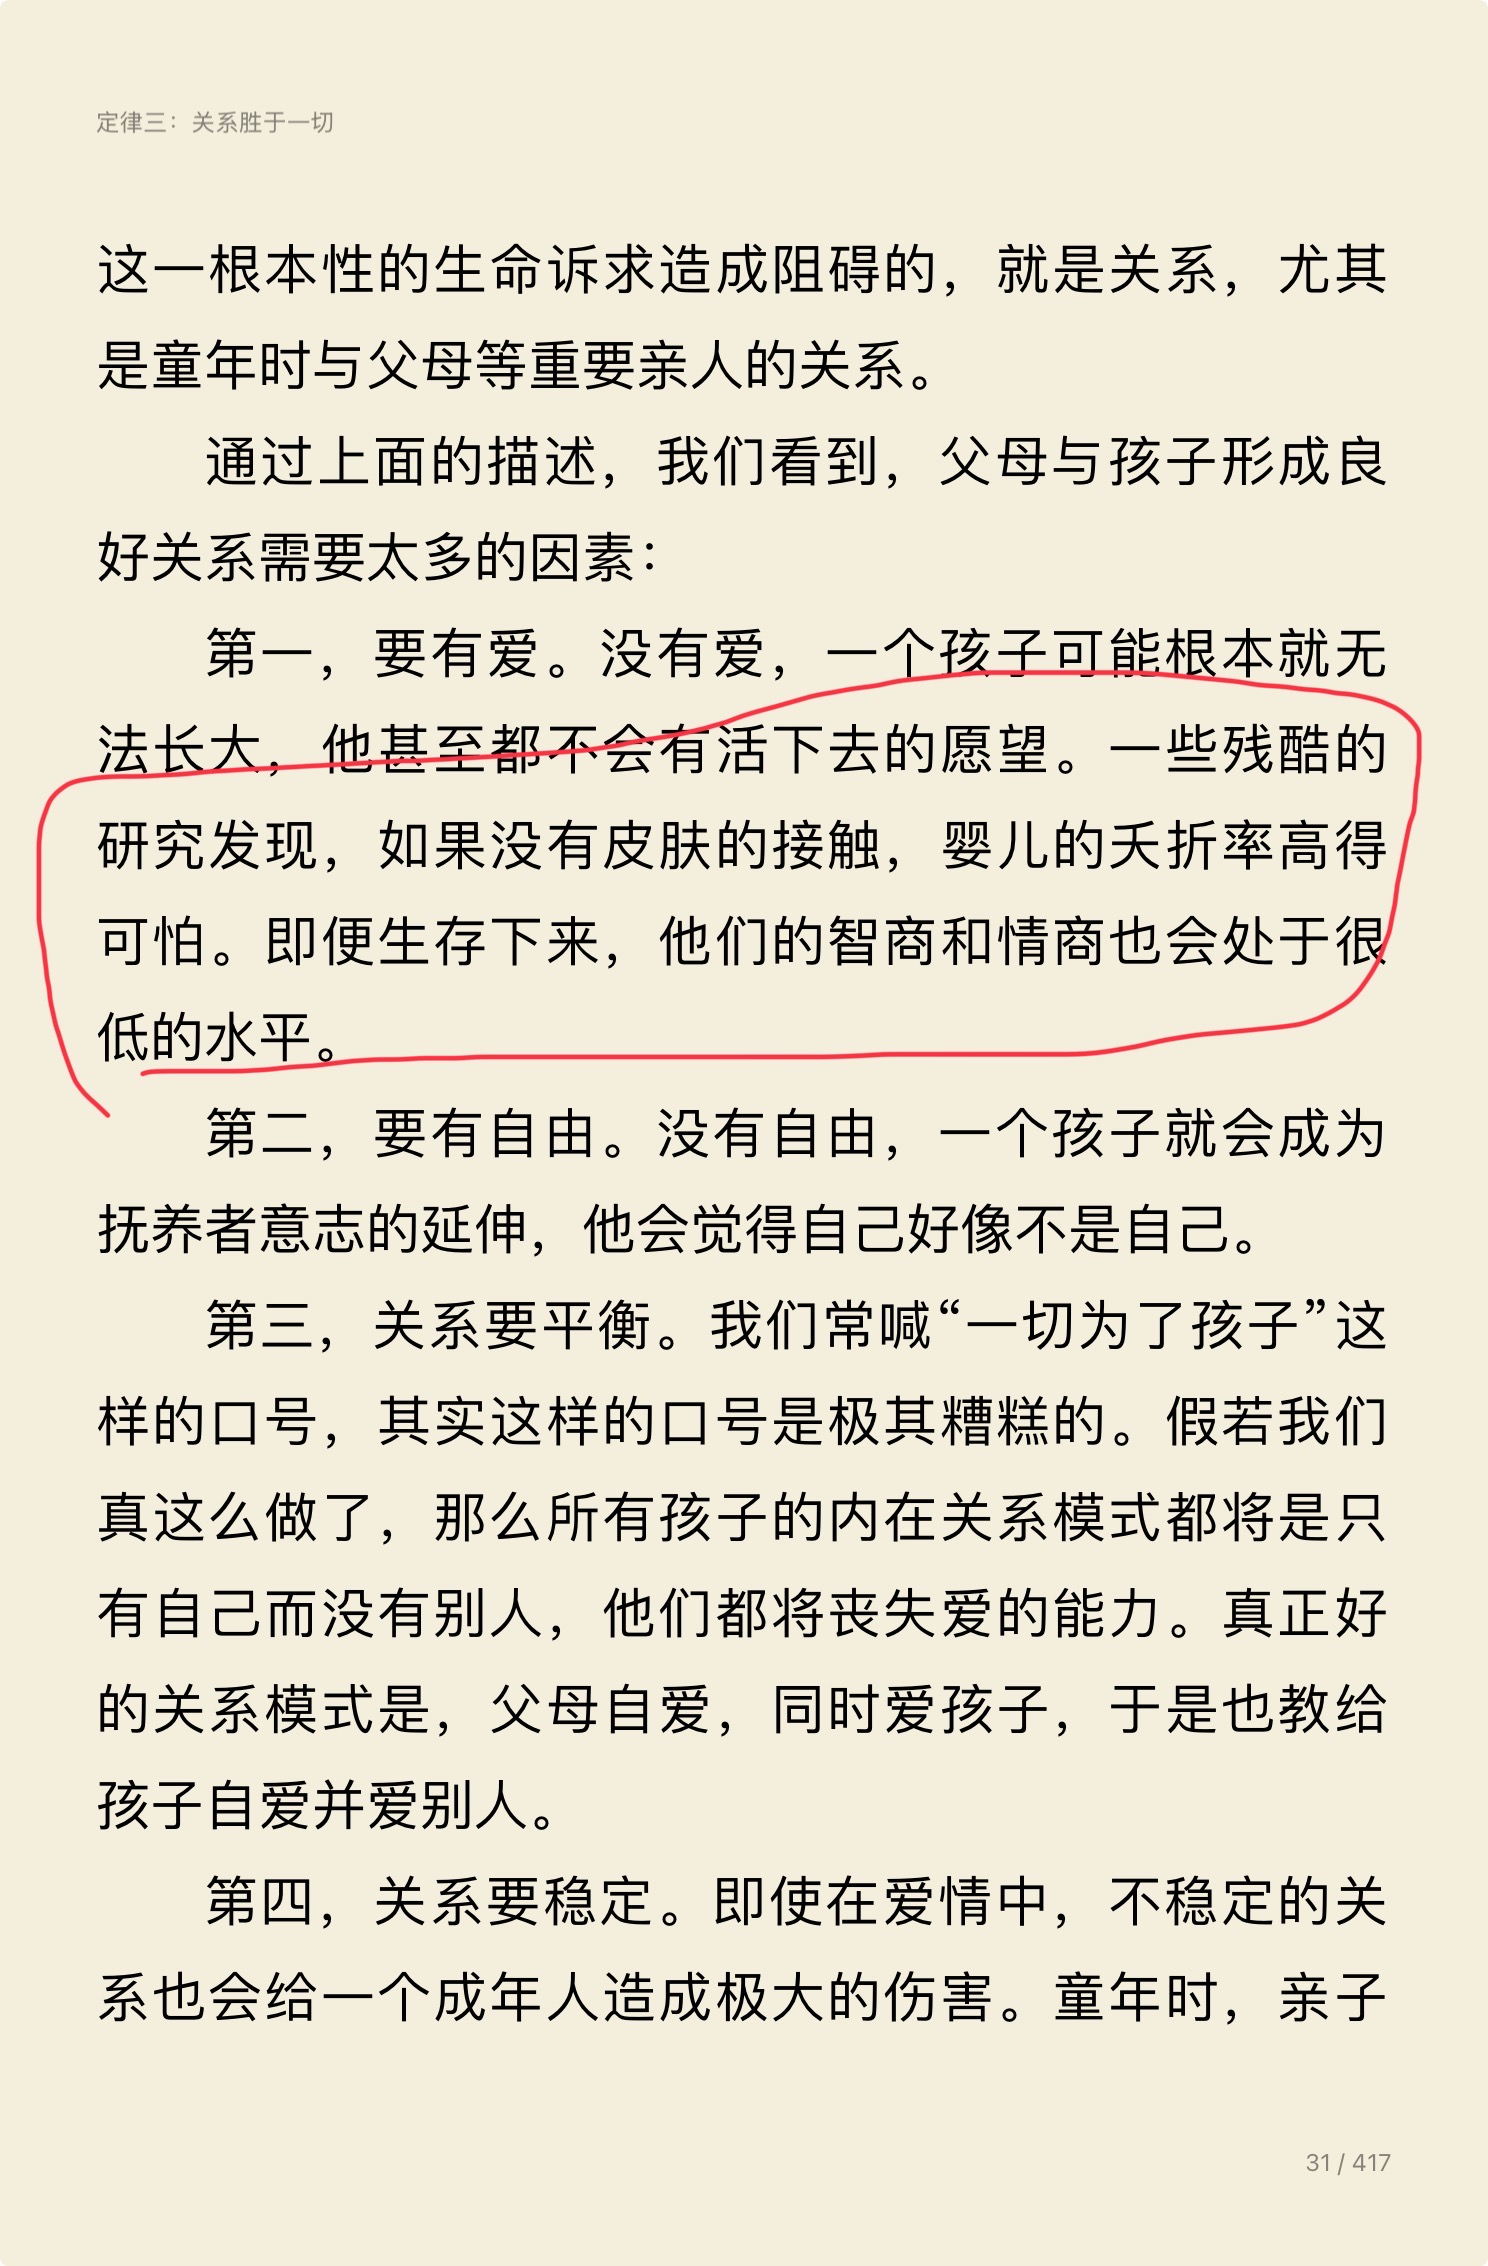 定律三：关系胜于一切
这一根本性的生命诉求造成阻碍的，就是关系，尤其
是童年时与父母等重要亲人的关系。
通过上面的描述，我们看到，父母与孩子形成良
好关系需要太多的因素：
第一，要有爱。没有爱，一个孩子可能根本就无
法长大，他甚至都不会有活下去的愿望。一些残酷的
研究发现，如果没有皮肤的接触，婴儿的夭折率高得
可怕。即便生存下来，他们的智商和情商也会处于很
低的水平。
第二，要有自由。没有自由，一个孩子就会成为
抚养者意志的延伸，他会觉得自己好像不是自己。
第三，关系要平衡。我们常喊“一切为了孩子”这
样的口号，其实这样的口号是极其糟糕的。假若我们
真这么做了，那么所有孩子的内在关系模式都将是只
有自己而没有别人，他们都将丧失爱的能力。真正好
的关系模式是，父母自爱，同时爱孩子，于是也教给
孩子自爱并爱别人。
第四，关系要稳定。即使在爱情中，不稳定的关
系也会给一个成年人造成极大的伤害。童年时，亲子
31 / 417